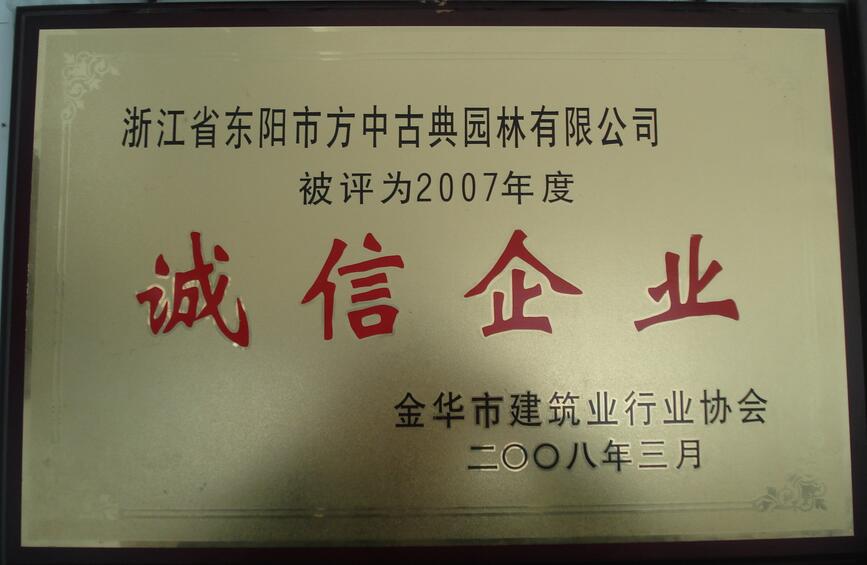 浙江省东阳市方中古典园林有限公司
被评为2007年度
诚信企业
金华市建筑业行业协会
二〇〇八年三月